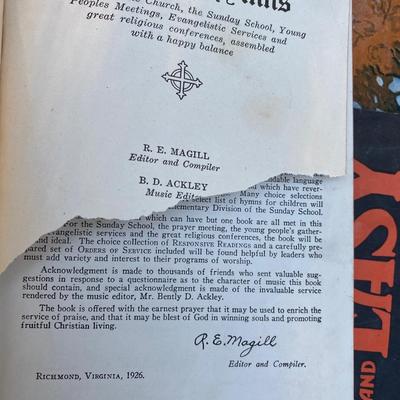 Church, the Sunday School, Young
Peoples Meetings, Evangelistic Services and
great religious conferences, assembled
with a happy balance
R. E. MAGILL
Editor and Compiler
B. D. ACKLEY
Music Editor
language
and which have rever-
Many choice selections
select list of hymns for children will
Elementary Division of the Sunday School.
which can have but one book are all met in this
For the Sunday School, the prayer meeting, the young people's gather-
evangelistic services and the great religious conferences, the book will be
and ideal. The choice collection of RESPONSIVE READINGS and a carefully pre-
pared set of ORDERS OF SERVICE included will be found helpful by leaders who
must add variety and interest to their programs of worship.
Acknowledgment is made to thousands of friends who sent valuable sug-
gestions in response to a questionaire as to the character of music this book
should contain, and special acknowledgment is made of the invaluable service
rendered by the music editor, Mr. Bently D. Ackley.
The book is offered with the earnest prayer that it may be used to enrich the
service of praise, and that it may be blest of God in winning souls and promoting
fruitful Christian living.
R. E. Magill
Editor and Compiler.
RICHMOND, VIRGINIA, 1926.
AND EASY